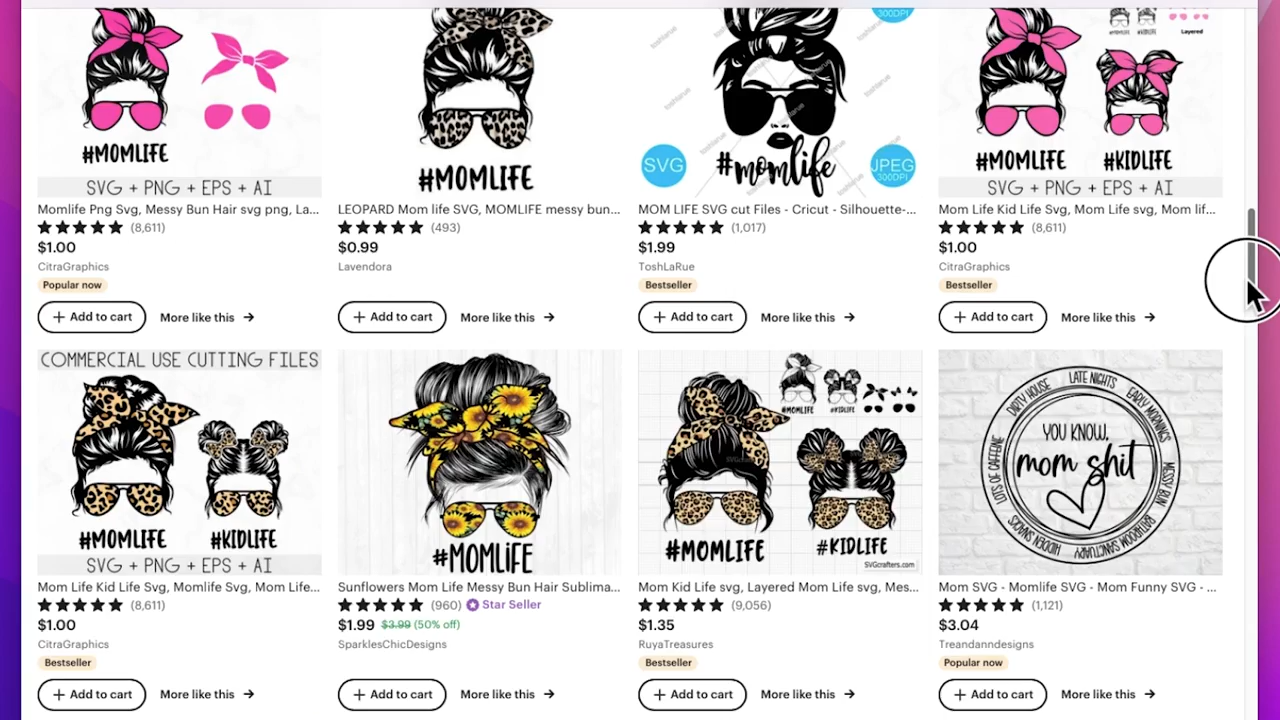 300DPI
Layered
#MOMLIFE
SVG + PNG + EPS + AI
#MOMLIFE
toshlarue
SVG
#momlife
JPEG
300DPI
#MOMLIFE
#KIDLIFE
SVG + PNG + EPS + AI
Momlife Png Svg, Messy Bun Hair svg png, La...
LEOPARD Mom life SVG, MOMLIFE messy bun...
MOM LIFE SVG cut Files - Cricut - Silhouette-...
Mom Life Kid Life Svg, Mom Life svg, Mom lif...
(8,611)
(493)
(1,017)
(8,611)
$1.00
$0.99
$1.99
$1.00
CitraGraphics
Lavendora
ToshLaRue
CitraGraphics
Popular now
Bestseller
Bestseller
+ Add to cart
More like this →
+ Add to cart
More like this →
+ Add to cart
More like this →
+ Add to cart
More like this →
COMMERCIAL USE CUTTING FILES
#MOMLIFE
#KIDLIFE
SVG + PNG + EPS + AI
#MOMLiFE
#MOMLIFE
#KIDLIFE
#MOMLIFE
#KIDLIFE
SVGcrafters.com
DIRTY HOUSE
LATE NIGHTS
EARLY MORNINGS
MESSY BUN
BATHROOM SANCTUARY
HIDDEN SNACKS
LOTS OF CAFFEINE
YOU KNOW,
mom shit
Mom Life Kid Life Svg, Momlife Svg, Mom Life...
Sunflowers Mom Life Messy Bun Hair Sublima...
Mom Kid Life svg, Layered Mom Life svg, Mes...
Mom SVG - Momlife SVG - Mom Funny SVG - ...
(8,611)
(960) Star Seller
(9,056)
(1,121)
$1.00
$1.99 $3.99 (50% off)
$1.35
$3.04
CitraGraphics
SparklesChicDesigns
RuyaTreasures
Treandanndesigns
Bestseller
Bestseller
Popular now
+ Add to cart
More like this →
+ Add to cart
More like this →
+ Add to cart
More like this →
+ Add to cart
More like this →